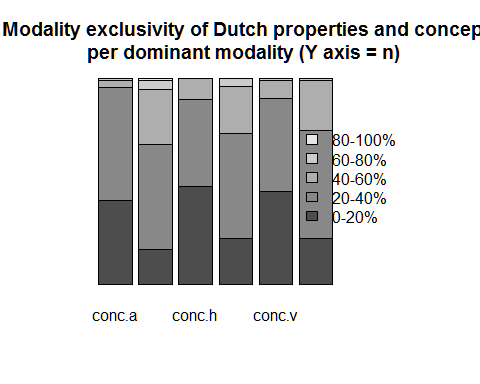 Modality exclusivity of Dutch properties and concep
per dominant modality (Y axis = n)
80-100%
60-80%
40-60%
20-40%
0-20%
conc.a conc.h conc.v